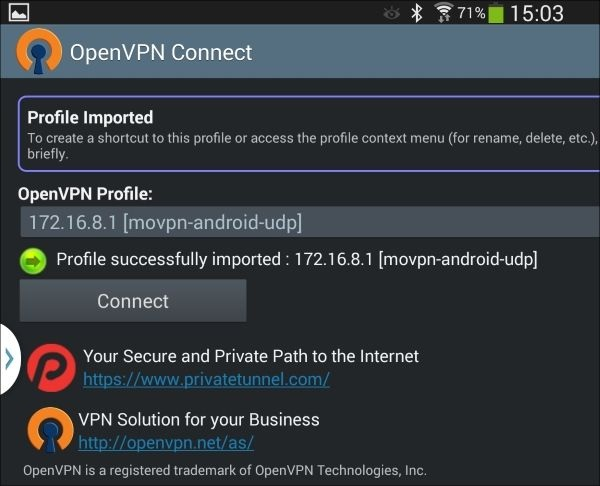 71% 15:03
OpenVPN Connect
Profile Imported
To create a shortcut to this profile or access the profile context menu (for rename, delete, etc.),
briefly.
OpenVPN Profile:
172.16.8.1 [movpn-android-udp]
Profile successfully imported : 172.16.8.1 [movpn-android-udp]
Connect
Your Secure and Private Path to the Internet
https://www.privatetunnel.com/
VPN Solution for your Business
http://openvpn.net/as/
OpenVPN is a registered trademark of OpenVPN Technologies, Inc.